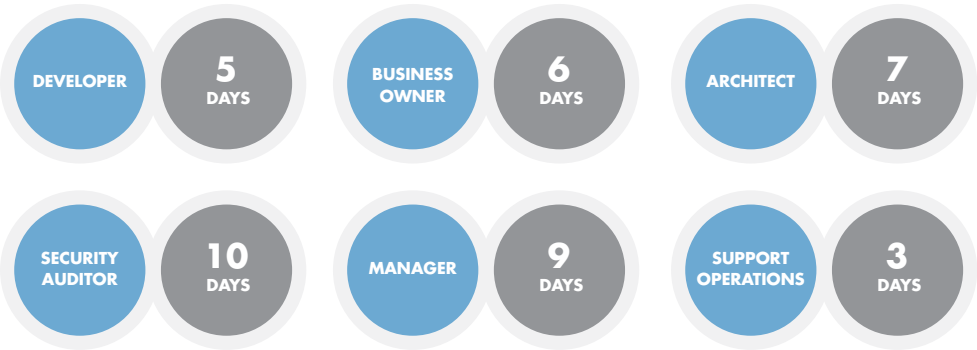 DEVELOPER
5
DAYS
BUSINESS
OWNER
6
DAYS
ARCHITECT
7
DAYS
SECURITY
AUDITOR
10
DAYS
MANAGER
9
DAYS
SUPPORT
OPERATIONS
3
DAYS